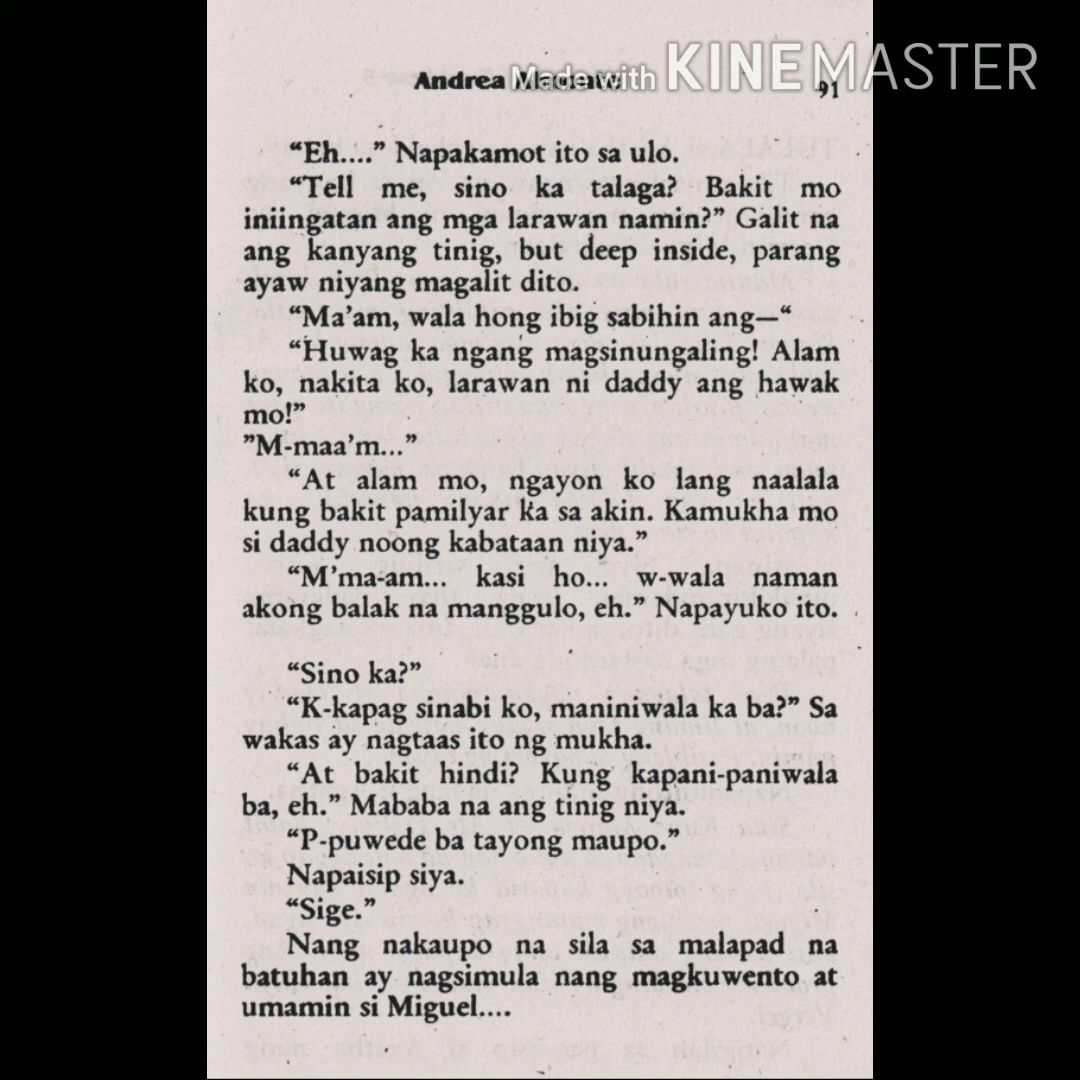 Made with KINEMASTER
Andrea
91
“Eh....” Napakamot ito sa ulo.
“Tell me, sino ka talaga? Bakit mo
iniingatan ang mga larawan namin?” Galit na
ang kanyang tinig, but deep inside, parang
ayaw niyang magalit dito.
“Ma’am, wala hong ibig sabihin ang—“
“Huwag ka ngang magsinungaling! Alam
ko, nakita ko, larawan ni daddy ang hawak
mo!”
”M-maa’m...”
“At alam mo, ngayon ko lang naalala
kung bakit pamilyar ka sa akin. Kamukha mo
si daddy noong kabataan niya.”
“M’ma-am... kasi ho... w-wala naman
akong balak na manggulo, eh.” Napayuko ito.
“Sino ka?”
“K-kapag sinabi ko, maniniwala ka ba?” Sa
wakas ay nagtaas ito ng mukha.
“At bakit hindi? Kung kapani-paniwala
ba, eh.” Mababa na ang tinig niya.
“P-puwede ba tayong maupo.”
Napaisip siya.
“Sige.”
Nang nakaupo na sila sa malapad na
batuhan ay nagsimula nang magkuwento at
umamin si Miguel....